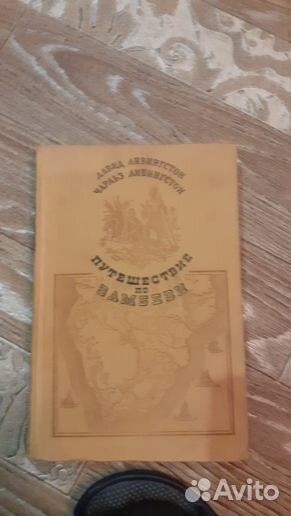 ДАВИД ЛИВИНГСТОН
ЧАРЛЬЗ ЛИВИНГСТОН
ПУТЕШЕСТВИЕ
ПО
ЗАМБЕЗИ
Avito